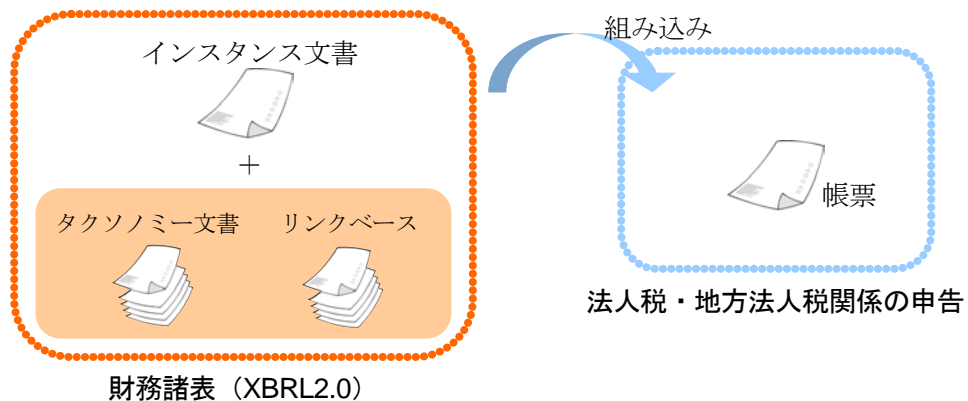 インスタンス文書
＋
タクソノミー文書
リンクベース
財務諸表（XBRL2.0）
組み込み
帳票
法人税・地方法人税関係の申告